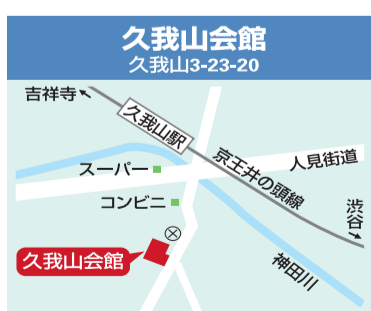 久我山会館
久我山3-23-20
吉祥寺
久我山駅
京王井の頭線
人見街道
スーパー
コンビニ
渋谷
久我山会館
神田川